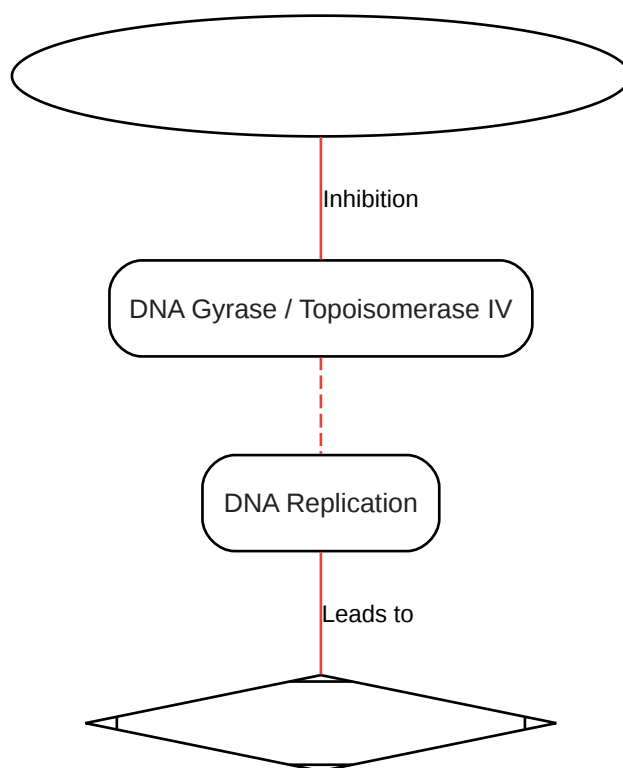 Inhibition
DNA Gyrase / Topoisomerase IV
DNA Replication
Leads to